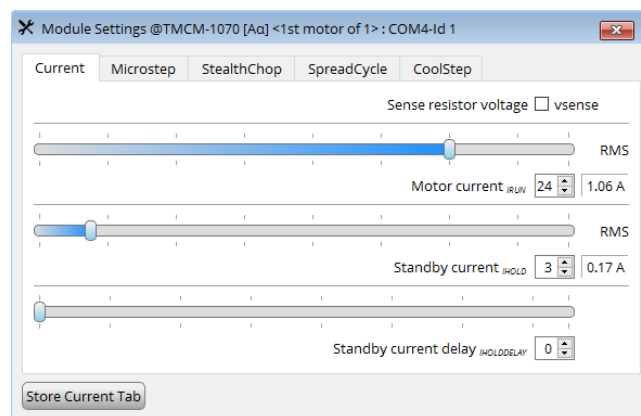 Module Settings @TMCM-1070 [Aα] <1st motor of 1> : COM4-Id 1
Current Microstep StealthChop SpreadCycle CoolStep
Sense resistor voltage vsense
RMS
Motor current IRUN 24 1.06 A
RMS
Standby current IHOLD 3 0.17 A
Standby current delay IHOLDDELAY 0
Store Current Tab